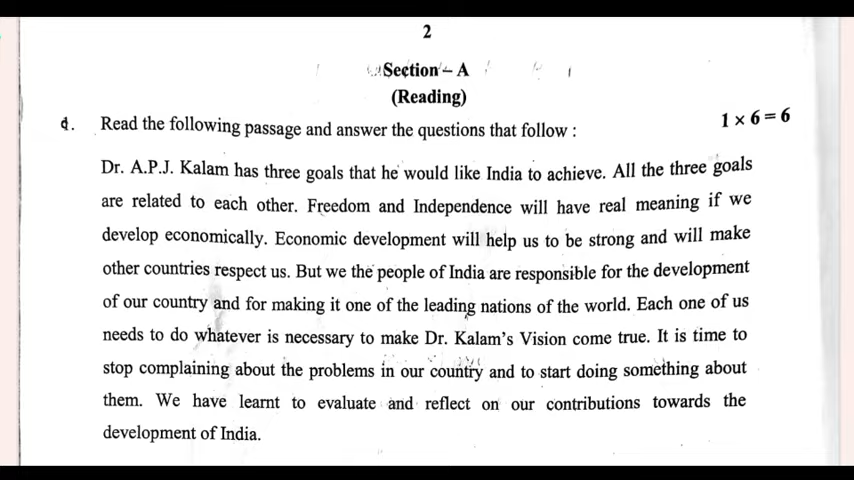 2
Section – A
(Reading)
1 × 6 = 6
1. Read the following passage and answer the questions that follow :
Dr. A.P.J. Kalam has three goals that he would like India to achieve. All the three goals
are related to each other. Freedom and Independence will have real meaning if we
develop economically. Economic development will help us to be strong and will make
other countries respect us. But we the people of India are responsible for the development
of our country and for making it one of the leading nations of the world. Each one of us
needs to do whatever is necessary to make Dr. Kalam's Vision come true. It is time to
stop complaining about the problems in our country and to start doing something about
them. We have learnt to evaluate and reflect on our contributions towards the
development of India.